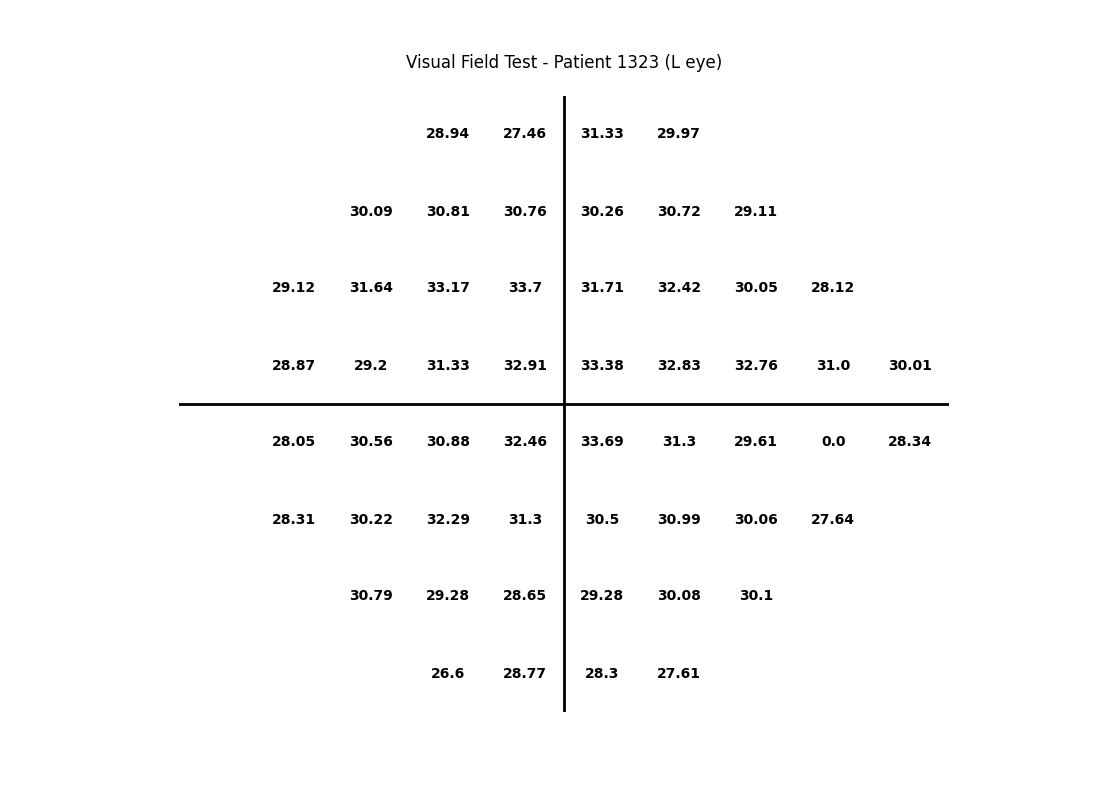 Visual Field Test - Patient 1323 (L eye)
28.94 27.46 31.33 29.97
30.09 30.81 30.76 30.26 30.72 29.11
29.12 31.64 33.17 33.7 31.71 32.42 30.05 28.12
28.87 29.2 31.33 32.91 33.38 32.83 32.76 31.0 30.01
28.05 30.56 30.88 32.46 33.69 31.3 29.61 0.0 28.34
28.31 30.22 32.29 31.3 30.5 30.99 30.06 27.64
30.79 29.28 28.65 29.28 30.08 30.1
26.6 28.77 28.3 27.61